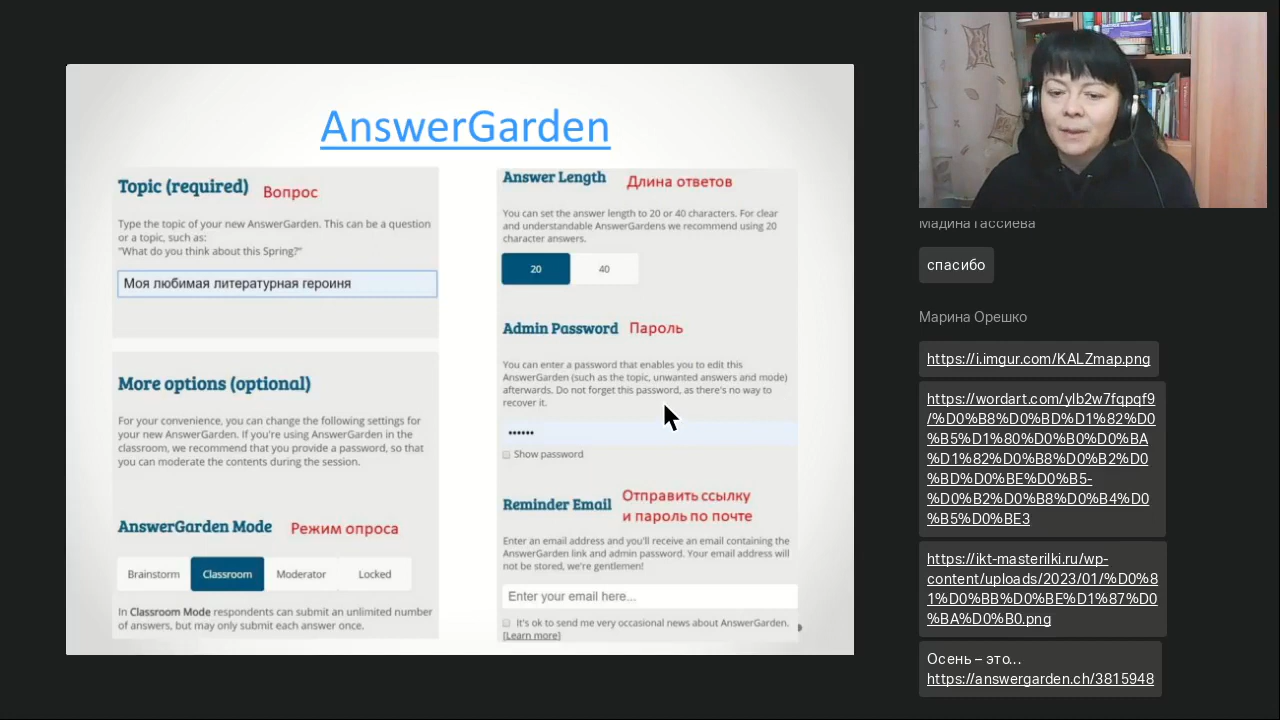 AnswerGarden
Topic (required) Вопрос
Type the topic of your new AnswerGarden. This can be a question
or a topic, such as:
"What do you think about this Spring?"
Моя любимая литературная героиня
More options (optional)
For your convenience, you can change the following settings for
your new AnswerGarden. If you're using AnswerGarden in the
classroom, we recommend that you provide a password, so that
you can moderate the contents during the session.
AnswerGarden Mode Режим опроса
Brainstorm Classroom Moderator Locked
In Classroom Mode respondents can submit an unlimited number
of answers, but may only submit each answer once.
Answer Length Длина ответов
You can set the answer length to 20 or 40 characters. For clear
and understandable AnswerGardens we recommend using 20
character answers.
20 40
Admin Password Пароль
You can enter a password that enables you to edit this
AnswerGarden (such as the topic, unwanted answers and mode)
afterwards. Do not forget this password, as there's no way to
recover it.
••••••
Show password
Reminder Email Отправить ссылку
и пароль по почте
Enter an email address and you'll receive an email containing the
AnswerGarden link and admin password. Your email address will
not be stored, we're gentlemen!
Enter your email here...
It's ok to send me very occasional news about AnswerGarden.
[Learn more]
Мадина Гассиева
спасибо
Марина Орешко
https://i.imgur.com/KALZmap.png
https://wordart.com/ylb2w7fqpqf9
/%D0%B8%D0%BD%D1%82%D0
%B5%D1%80%D0%B0%D0%BA
%D1%82%D0%B8%D0%B2%D0
%BD%D0%BE%D0%B5-
%D0%B2%D0%B8%D0%B4%D0
%B5%D0%BE3
https://ikt-masterilki.ru/wp-
content/uploads/2023/01/%D0%8
1%D0%BB%D0%BE%D1%87%D0
%BA%D0%B0.png
Осень – это...
https://answergarden.ch/3815948